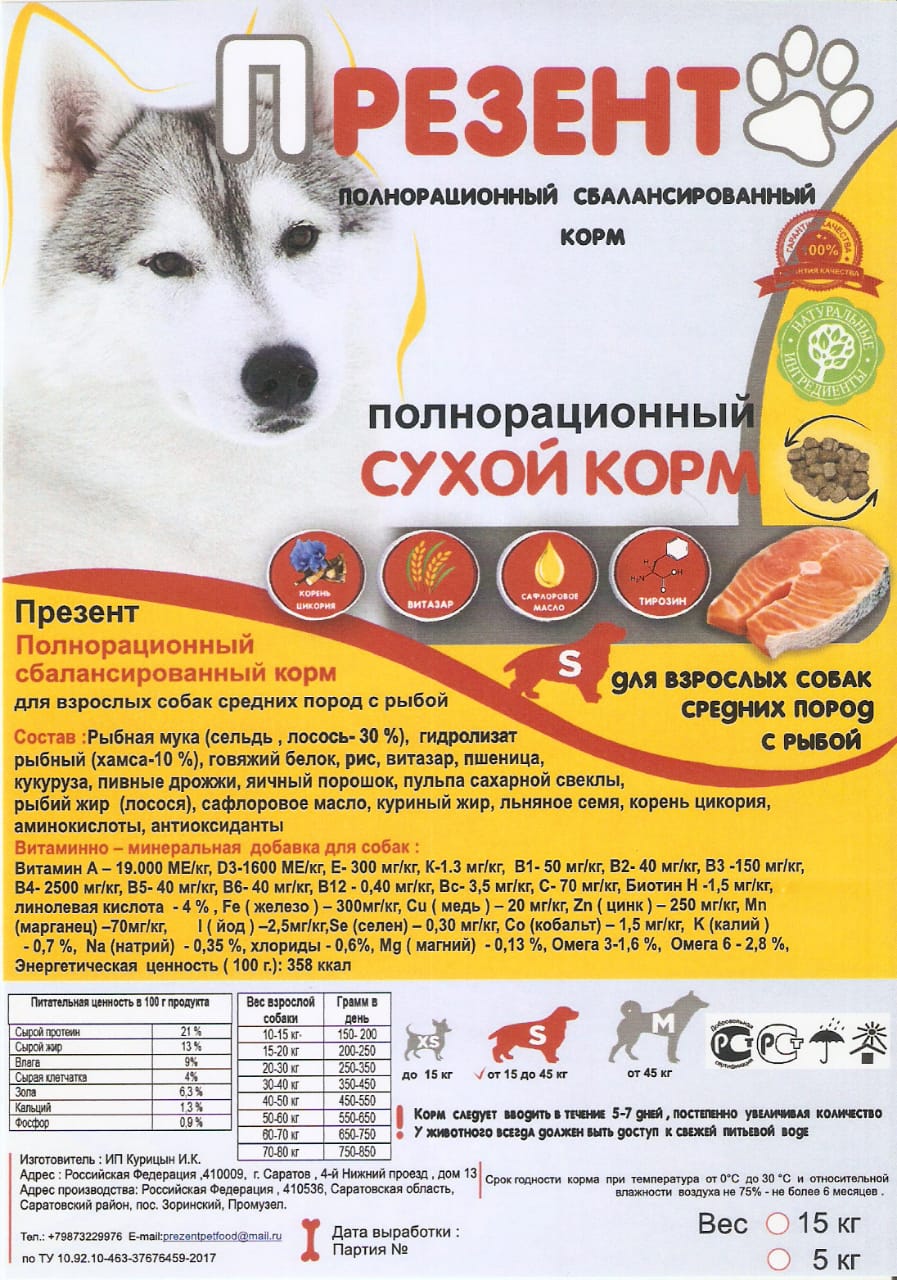 ПРЕЗЕНТ
ПОЛНОРАЦИОННЫЙ СБАЛАНСИРОВАННЫЙ
КОРМ
ГАРАНТИЯ КАЧЕСТВА
100%
ГАРАНТИЯ КАЧЕСТВА
НАТУРАЛЬНЫЕ
ИНГРЕДИЕНТЫ
полнорационный
СУХОЙ КОРМ
КОРЕНЬ
ЦИКОРИЯ
ВИТАЗАР
САФЛОРОВОЕ
МАСЛО
ТИРОЗИН
S
ДЛЯ ВЗРОСЛЫХ СОБАК
СРЕДНИХ ПОРОД
С РЫБОЙ
Презент
Полнорационный
сбалансированный корм
для взрослых собак средних пород с рыбой
Состав :Рыбная мука (сельдь , лосось- 30 %), гидролизат
рыбный (хамса-10 %), говяжий белок, рис, витазар, пшеница,
кукуруза, пивные дрожжи, яичный порошок, пульпа сахарной свеклы,
рыбий жир (лосося), сафлоровое масло, куриный жир, льняное семя, корень цикория,
аминокислоты, антиоксиданты
Витаминно – минеральная добавка для собак :
Витамин А – 19.000 МЕ/кг, D3-1600 МЕ/кг, Е- 300 мг/кг, К-1.3 мг/кг, В1- 50 мг/кг, В2- 40 мг/кг, В3 -150 мг/кг,
В4- 2500 мг/кг, В5- 40 мг/кг, В6- 40 мг/кг, В12 - 0,40 мг/кг, Вс- 3,5 мг/кг, С- 70 мг/кг, Биотин Н -1,5 мг/кг,
линолевая кислота - 4 % , Fe ( железо ) – 300мг/кг, Cu ( медь ) – 20 мг/кг, Zn ( цинк ) – 250 мг/кг, Mn
(марганец) –70мг/кг, I ( йод ) –2,5мг/кг,Se (селен) – 0,30 мг/кг, Co (кобальт) – 1,5 мг/кг, K (калий )
- 0,7 %, Na (натрий) - 0,35 %, хлориды - 0,6%, Mg ( магний) - 0,13 %, Омега 3-1,6 %, Омега 6 - 2,8 %,
Энергетическая ценность ( 100 г.): 358 ккал
Питательная ценность в 100 г продукта
Сырой протеин 21 %
Сырой жир 13 %
Влага 9%
Сырая клетчатка 4%
Зола 6,3 %
Кальций 1,3 %
Фосфор 0,9 %
Вес взрослой собаки Грамм в день
10-15 кг- 150- 200
15-20 кг 200-250
20-30 кг 250-350
30-40 кг 350-450
40-50 кг 450-550
50-60 кг 550-650
60-70 кг 650-750
70-80 кг 750-850
XS S M
до 15 кг от 15 до 45 кг от 45 кг
Добровольная
сертификация
КОРМ СЛЕДУЕТ ВВОДИТЬ В ТЕЧЕНИЕ 5-7 ДНЕЙ , ПОСТЕПЕННО УВЕЛИЧИВАЯ КОЛИЧЕСТВО
У ЖИВОТНОГО ВСЕГДА ДОЛЖЕН БЫТЬ ДОСТУП К СВЕЖЕЙ ПИТЬЕВОЙ ВОДЕ
Изготовитель : ИП Курицын И.К.
Адрес : Российская Федерация ,410009, г. Саратов , 4-й Нижний проезд , дом 13
Адрес производства: Российская Федерация , 410536, Саратовская область,
Саратовский район, пос. Зоринский, Промузел.
Тел.: +79873229976 E-mail:prezentpetfood@mail.ru
по ТУ 10.92.10-463-37676459-2017
Срок годности корма при температура от 0°С до 30 °С и относительной
влажности воздуха не 75% - не более 6 месяцев .
Дата выработки :
Партия №
Вес 15 кг
5 кг